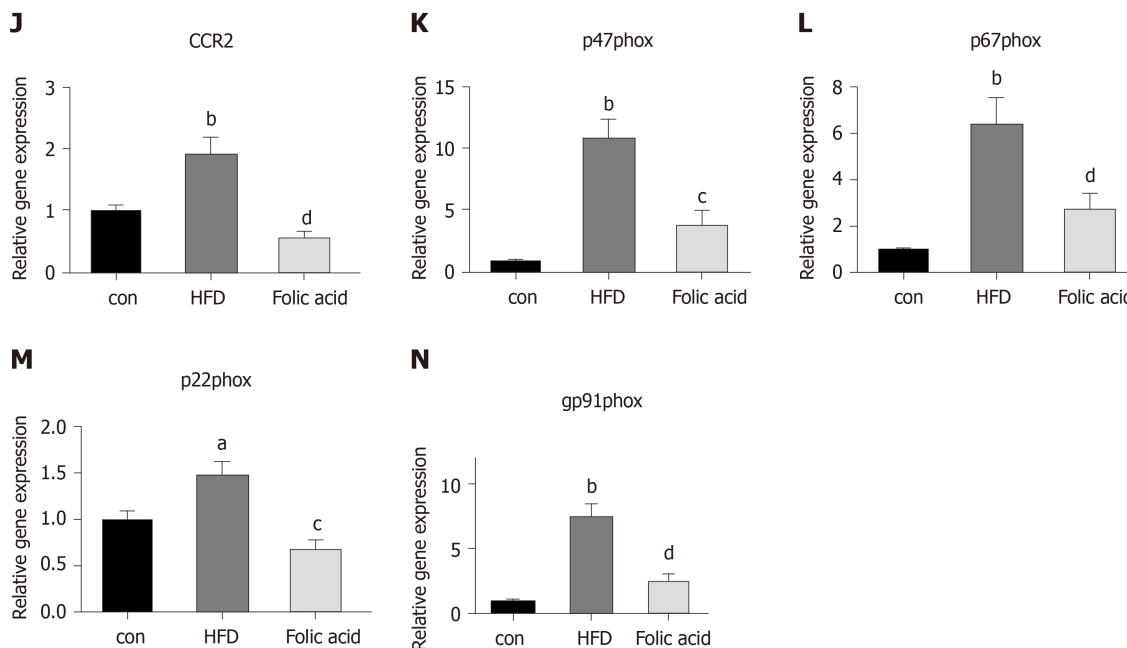 J
CCR2
Relative gene expression
3
2
1
0
b
d
con HFD Folic acid
K
p47phox
Relative gene expression
15
10
5
0
b
c
con HFD Folic acid
L
p67phox
Relative gene expression
8
6
4
2
0
b
d
con HFD Folic acid
M
p22phox
Relative gene expression
2.0
1.5
1.0
0.5
0.0
a
c
con HFD Folic acid
N
gp91phox
Relative gene expression
10
5
0
b
d
con HFD Folic acid